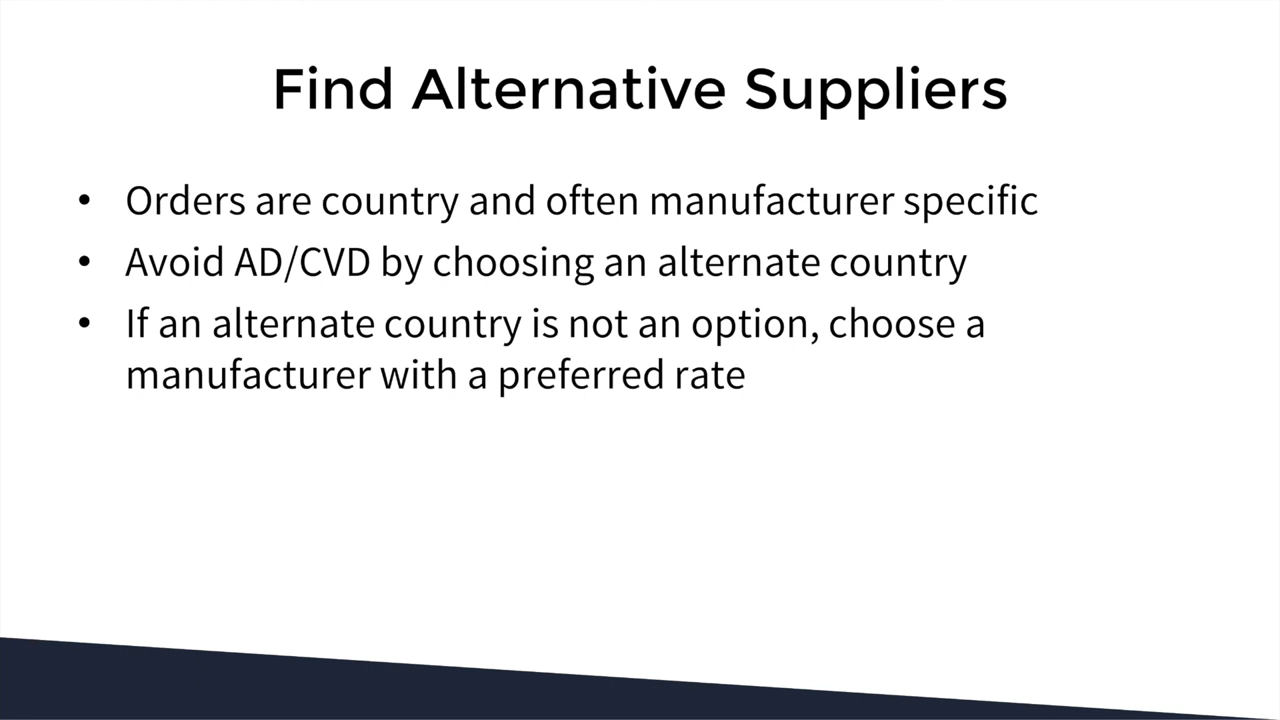 Find Alternative Suppliers
• Orders are country and often manufacturer specific
• Avoid AD/CVD by choosing an alternate country
• If an alternate country is not an option, choose a
manufacturer with a preferred rate